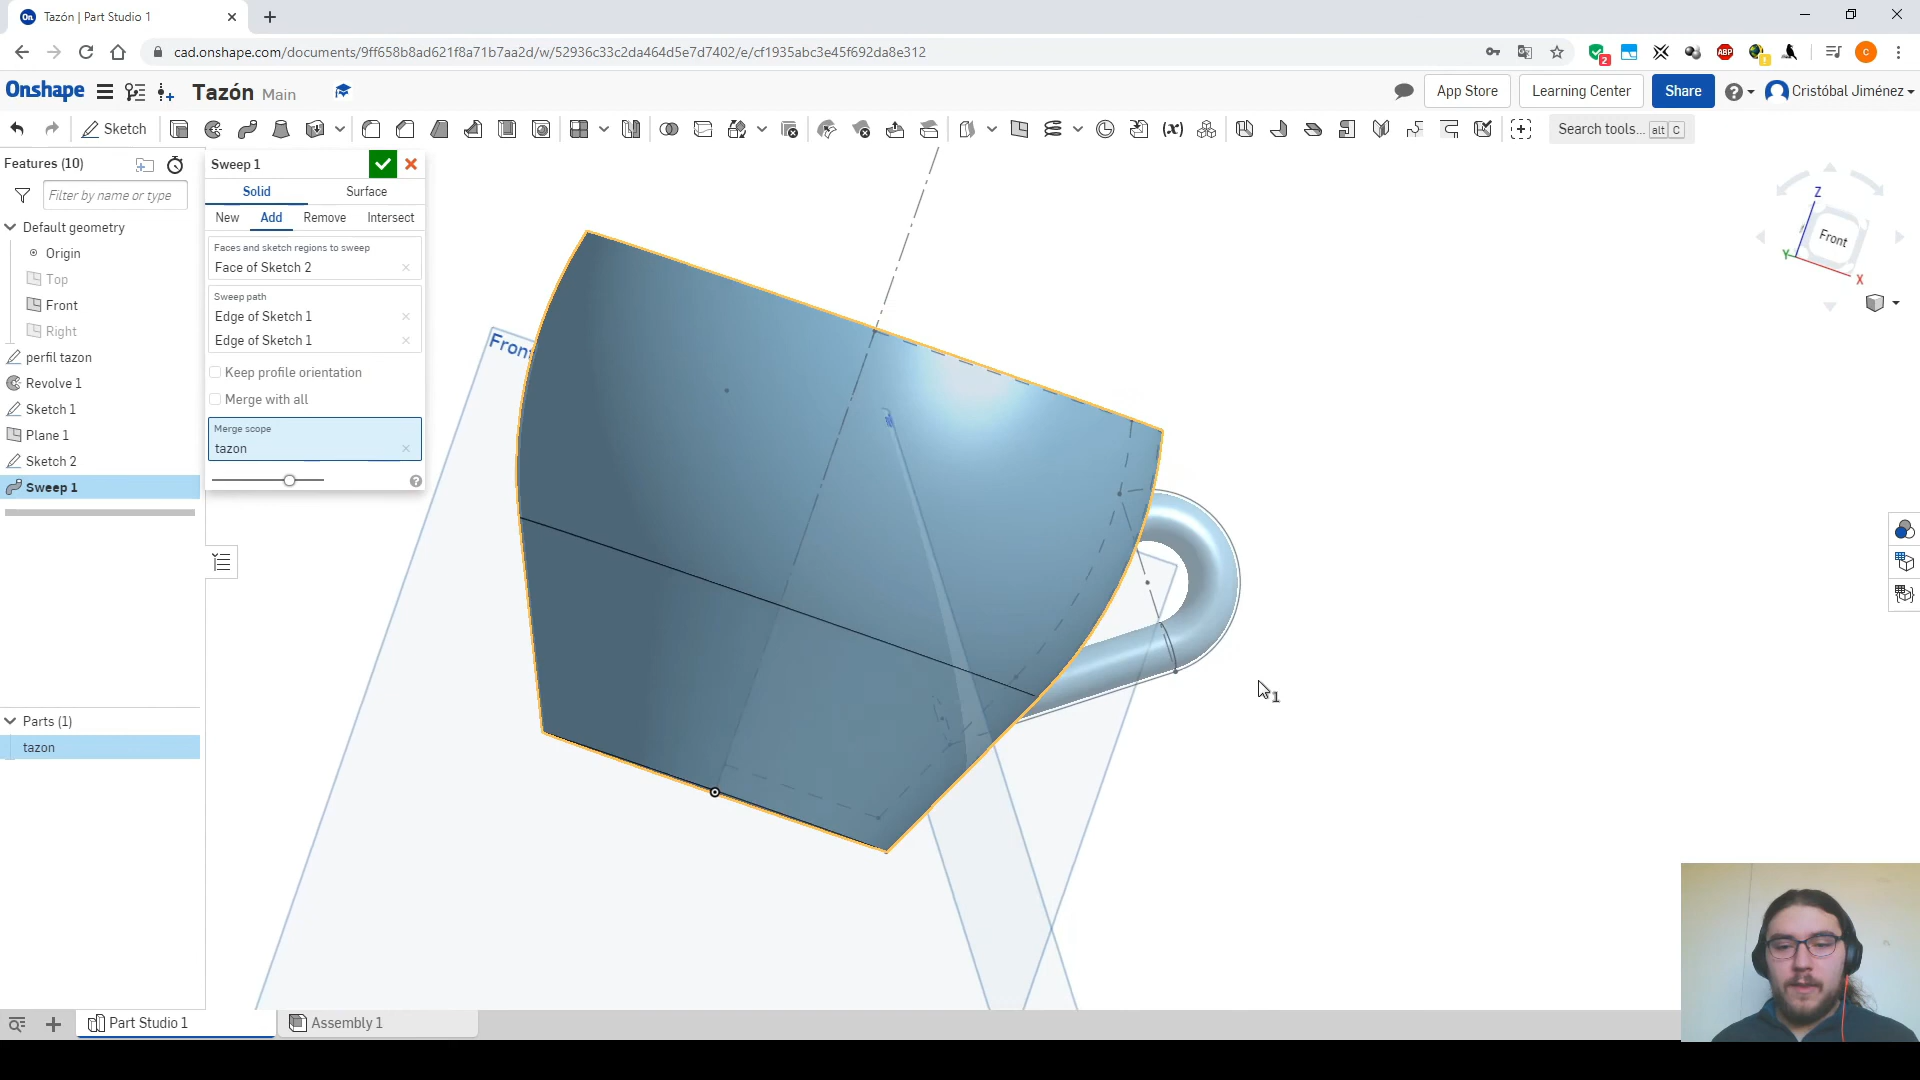 Tazón | Part Studio 1
cad.onshape.com/documents/9ff658b8ad621f8a71b7aa2d/w/52936c33c2da464d5e7d7402/e/cf1935abc3e45f692da8e312
2
ABP
C
Onshape
Tazón Main
App Store
Learning Center
Share
Cristóbal Jiménez
Sketch
Search tools... alt C
Features (10)
Filter by name or type
Default geometry
Origin
Top
Front
Right
perfil tazon
Revolve 1
Sketch 1
Plane 1
Sketch 2
Sweep 1
Parts (1)
tazon
Sweep 1
Solid
Surface
New
Add
Remove
Intersect
Faces and sketch regions to sweep
Face of Sketch 2
Sweep path
Edge of Sketch 1
Edge of Sketch 1
Keep profile orientation
Merge with all
Merge scope
tazon
Front
Z
Front
Y
X
1
Part Studio 1
Assembly 1